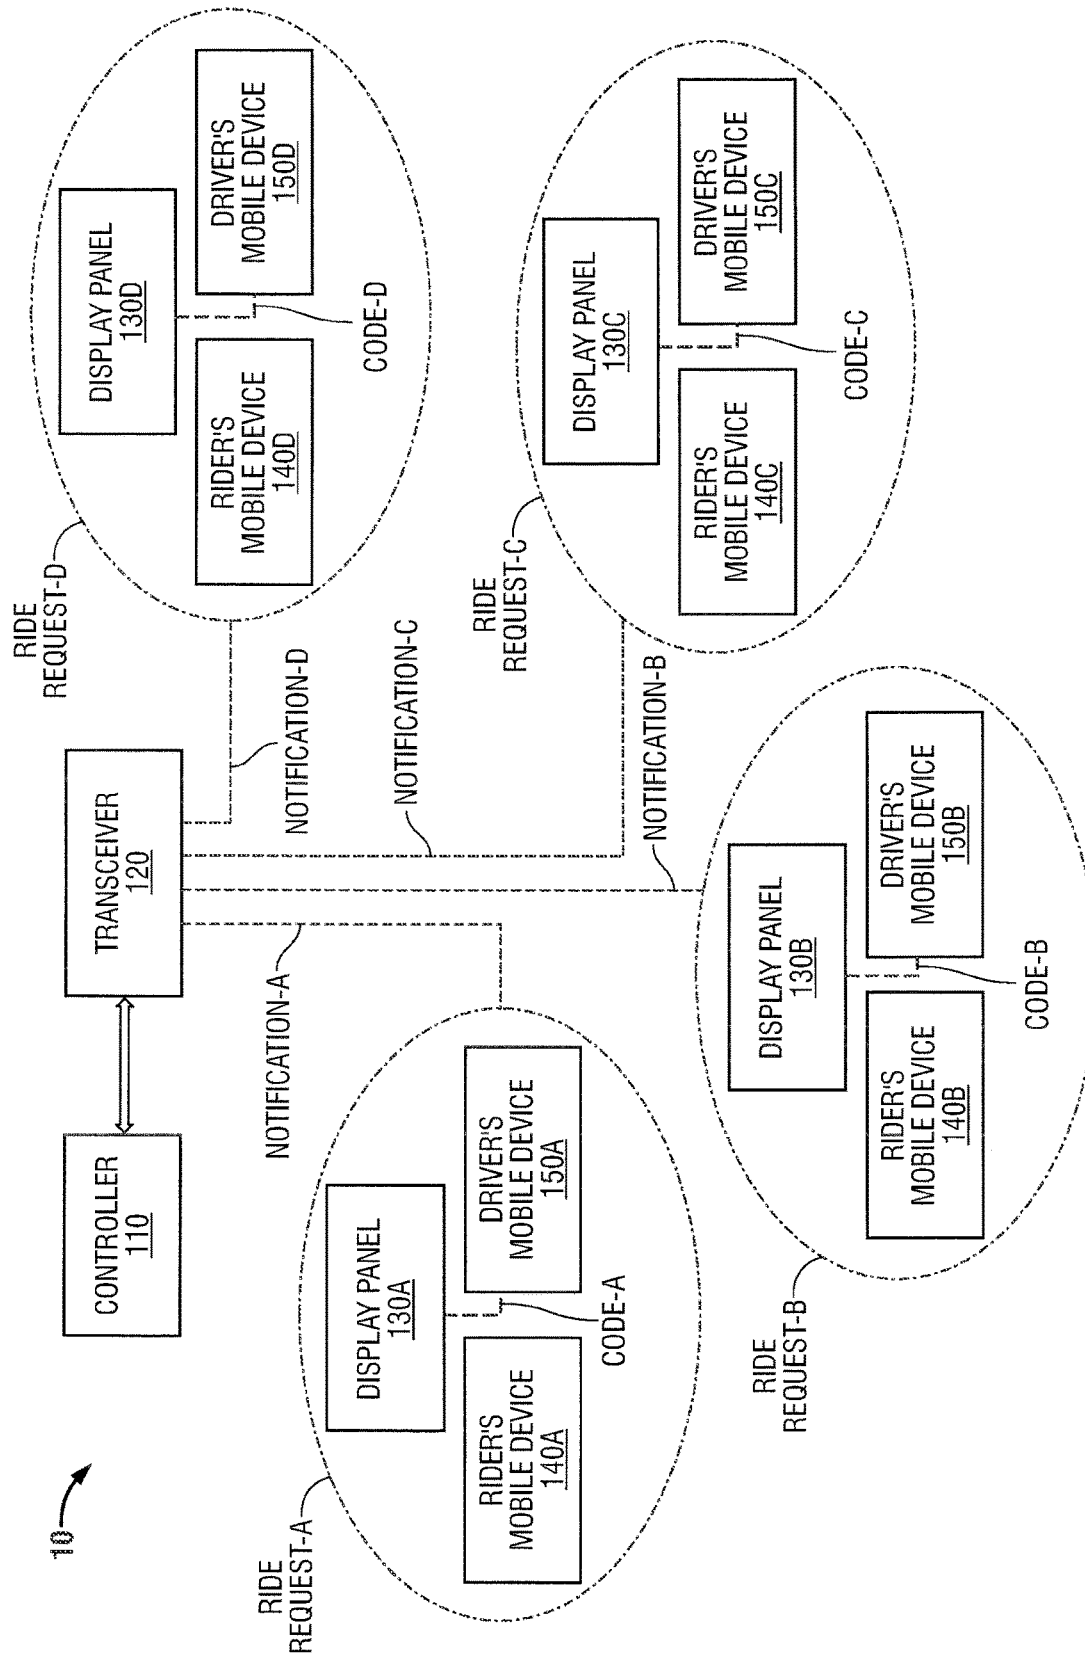 10
CONTROLLER
110
TRANSCEIVER
120
NOTIFICATION-A
NOTIFICATION-B
NOTIFICATION-C
NOTIFICATION-D
RIDE
REQUEST-A
DISPLAY PANEL
130A
RIDER'S
MOBILE DEVICE
140A
DRIVER'S
MOBILE DEVICE
150A
CODE-A
RIDE
REQUEST-B
DISPLAY PANEL
130B
RIDER'S
MOBILE DEVICE
140B
DRIVER'S
MOBILE DEVICE
150B
CODE-B
RIDE
REQUEST-C
DISPLAY PANEL
130C
RIDER'S
MOBILE DEVICE
140C
DRIVER'S
MOBILE DEVICE
150C
CODE-C
RIDE
REQUEST-D
DISPLAY PANEL
130D
RIDER'S
MOBILE DEVICE
140D
DRIVER'S
MOBILE DEVICE
150D
CODE-D